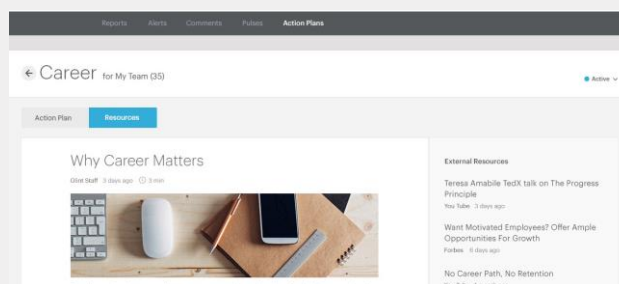 Reports Alerts Comments Pulses Action Plans
Career for My Team (35)
Active
Action Plan Resources
Why Career Matters
Glint Staff 3 days ago 3 min
External Resources
Teresa Amabile TedX talk on The Progress
Principle
You Tube 3 days ago
Want Motivated Employees? Offer Ample
Opportunities For Growth
Forbes 6 days ago
No Career Path, No Retention